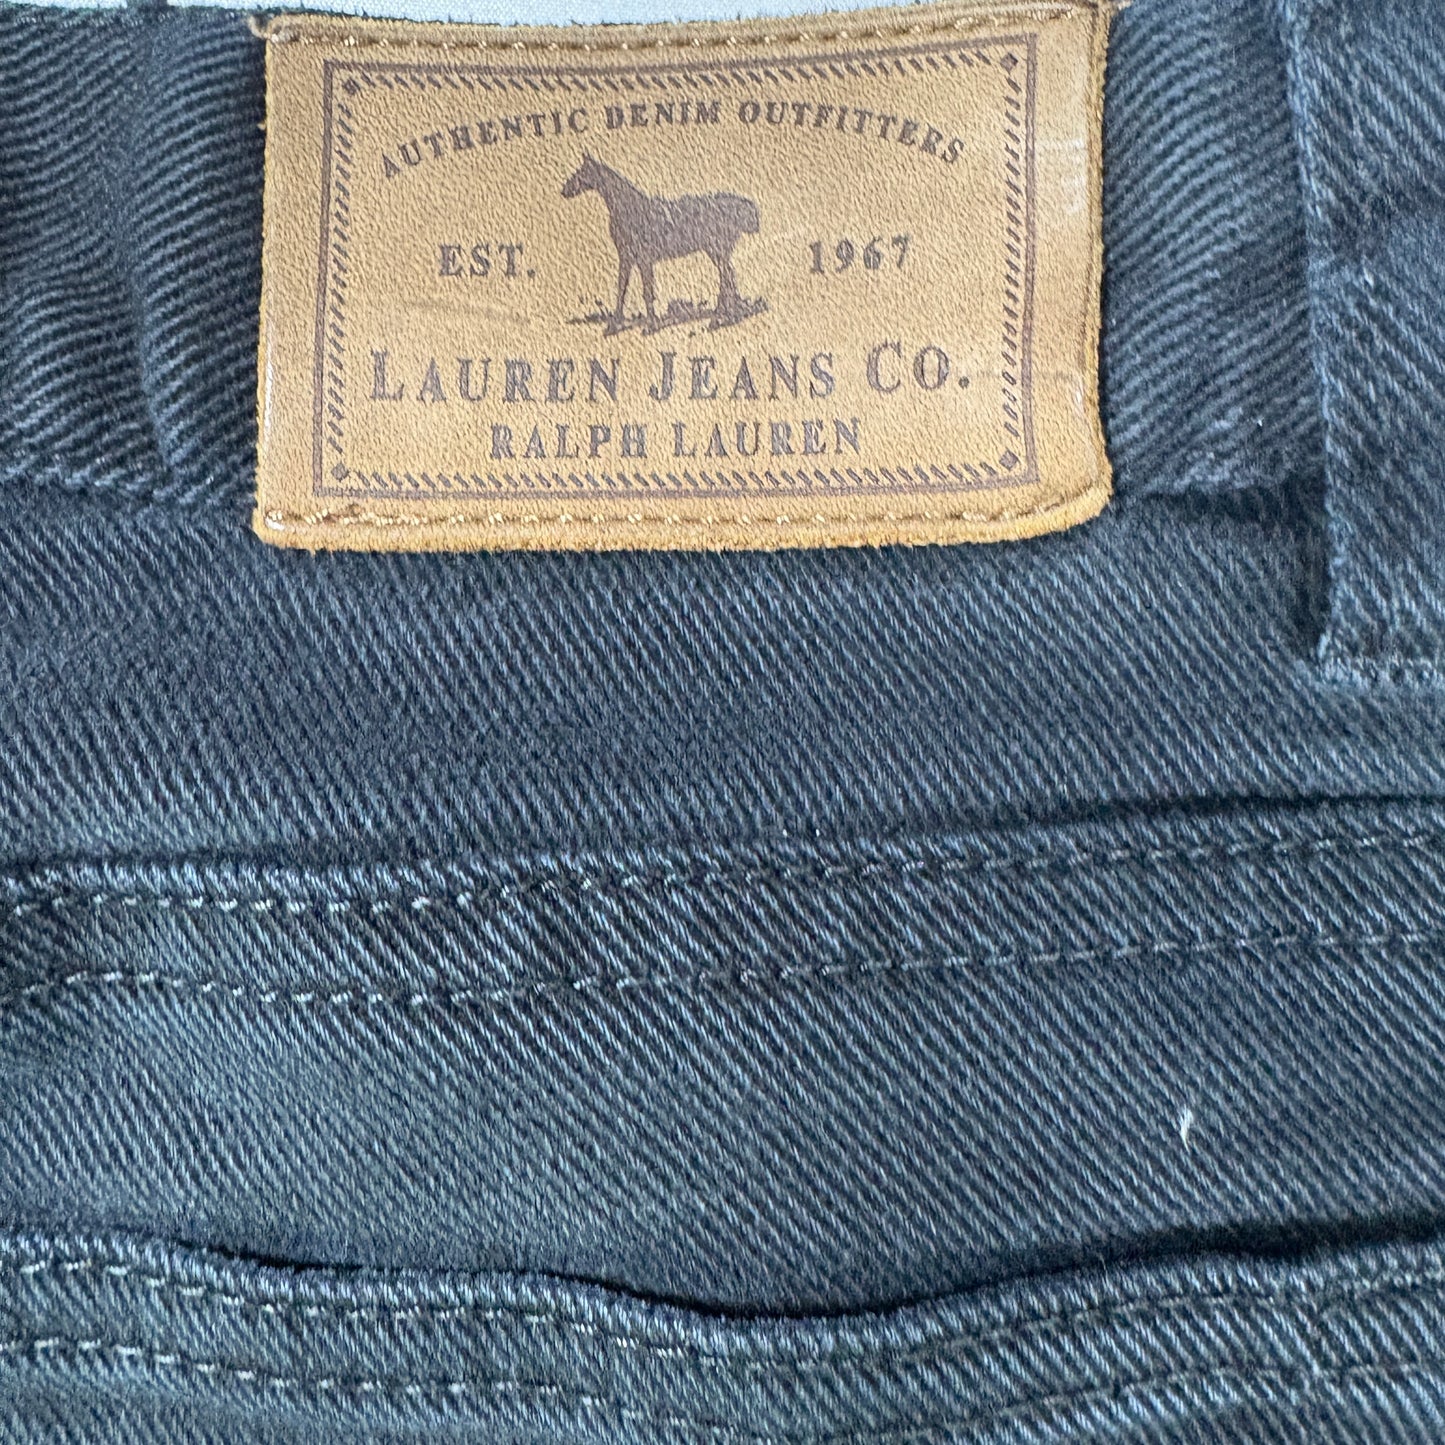 AUTHENTIC DENIM OUTFITTERS
EST. 1967
LAUREN JEANS CO.
RALPH LAUREN